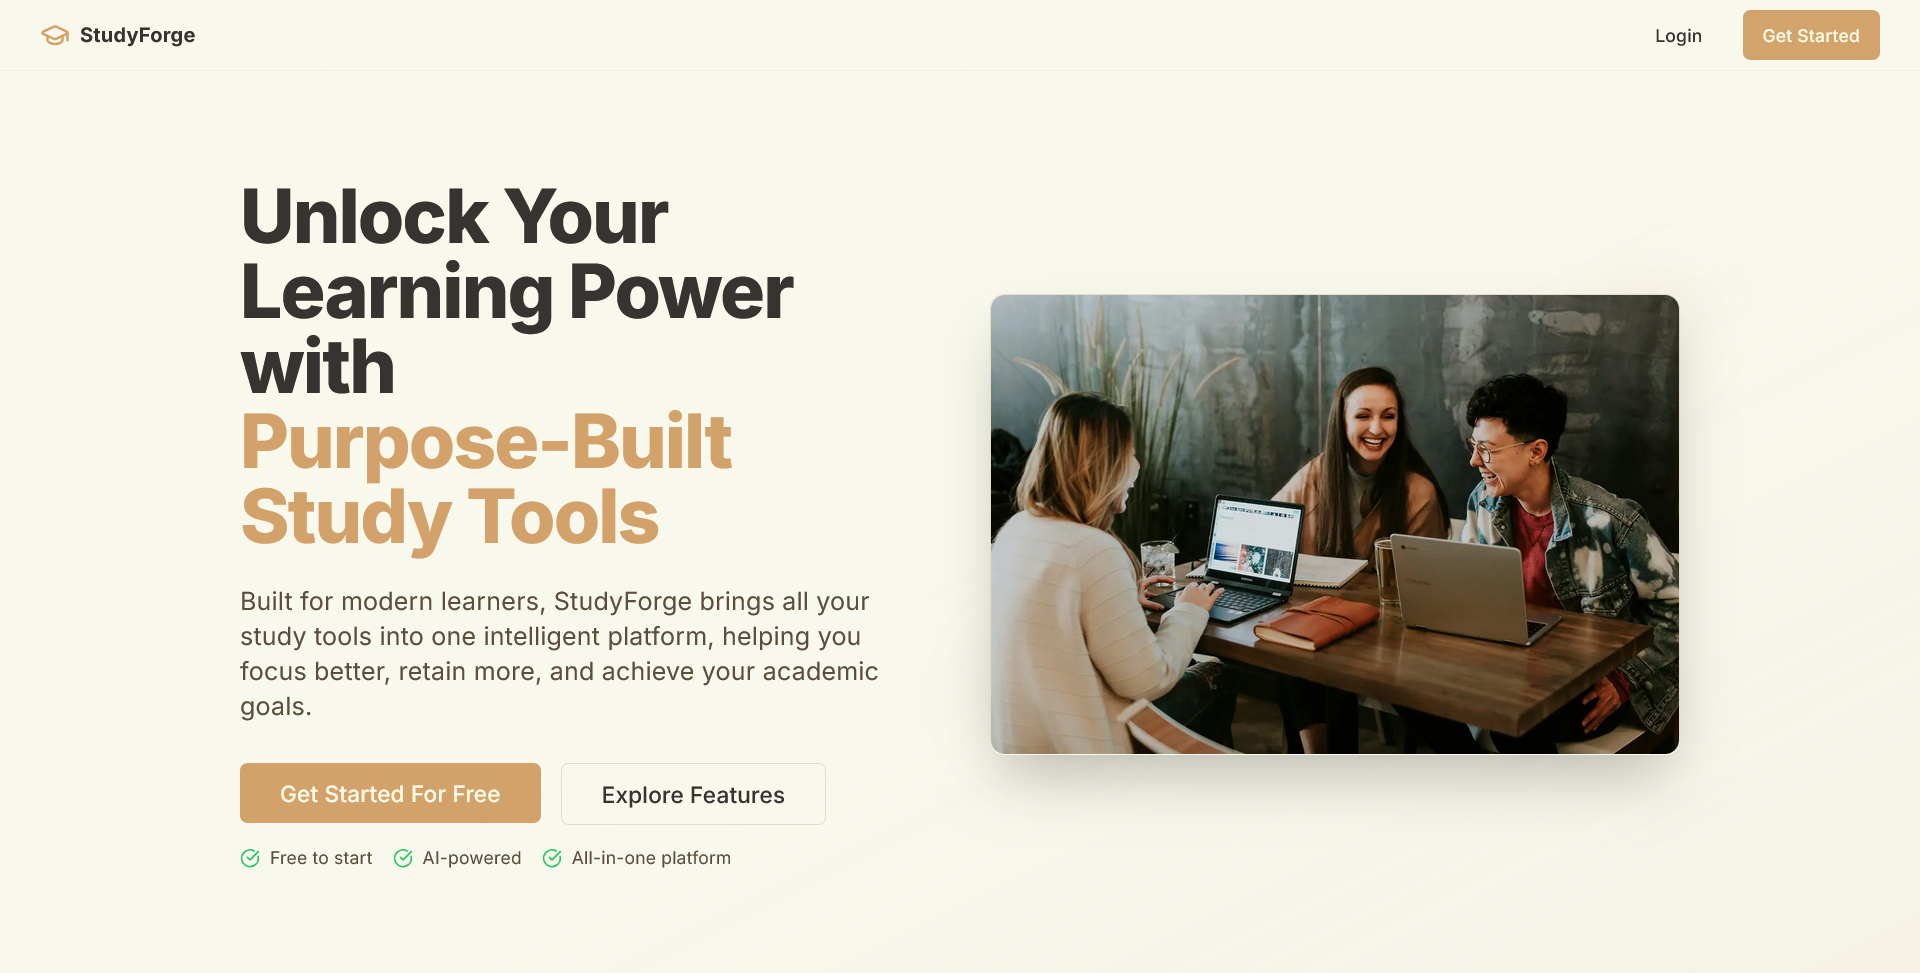 StudyForge
Login
Get Started
Unlock Your
Learning Power
with
Purpose-Built
Study Tools
Built for modern learners, StudyForge brings all your
study tools into one intelligent platform, helping you
focus better, retain more, and achieve your academic
goals.
Get Started For Free
Explore Features
Free to start
AI-powered
All-in-one platform